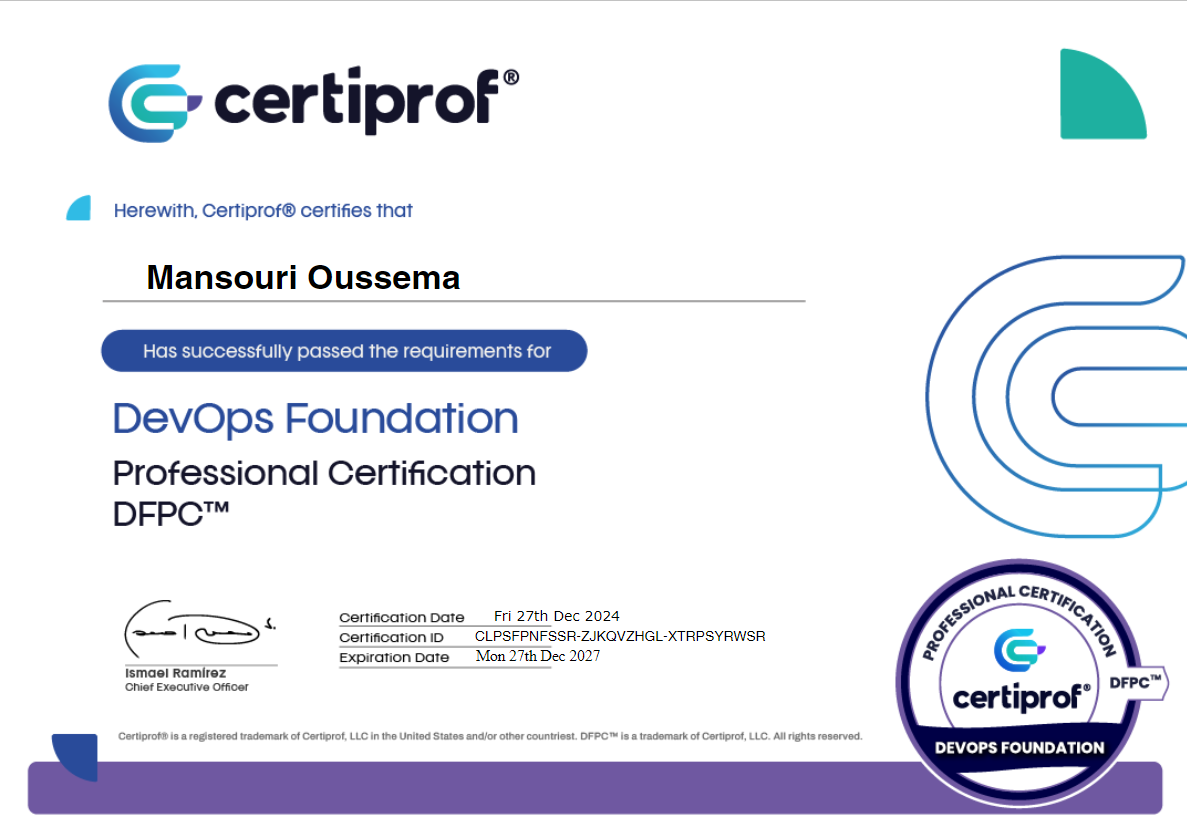 certiprof®
Herewith, Certiprof® certifies that
Mansouri Oussema
Has successfully passed the requirements for
DevOps Foundation
Professional Certification
DFPC™
Ismael Ramírez
Chief Executive Officer
Certification Date Fri 27th Dec 2024
Certification ID CLPSFPNFSSR-ZJKQVZHGL-XTRPSYRWSR
Expiration Date Mon 27th Dec 2027
PROFESSIONAL CERTIFICATION
certiprof®
DFPC™
DEVOPS FOUNDATION
Certiprof® is a registered trademark of Certiprof, LLC in the United States and/or other countriest. DFPC™ is a trademark of Certiprof, LLC. All rights reserved.